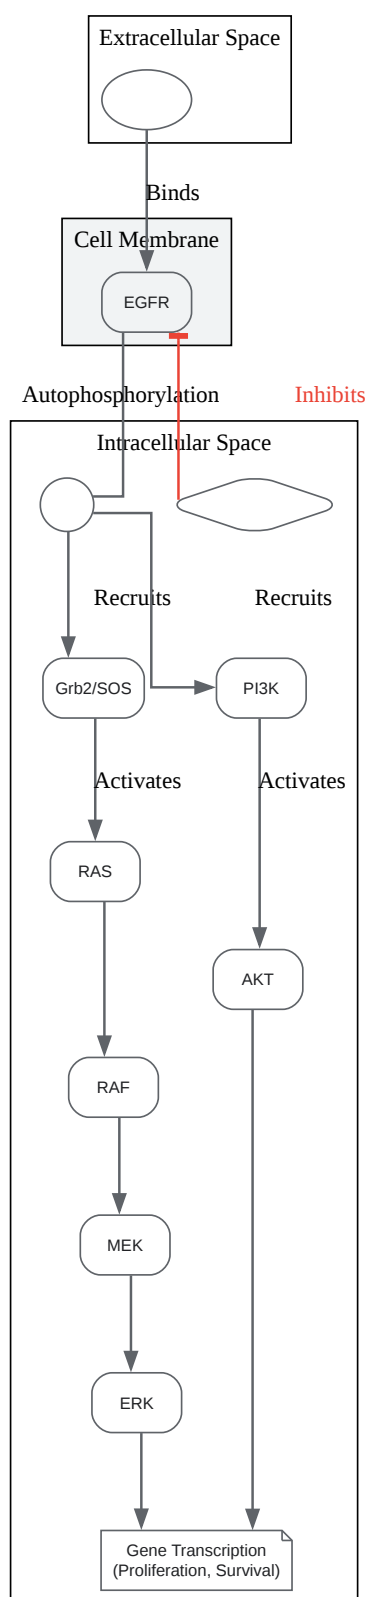 Extracellular Space
Binds
Cell Membrane
EGFR
Autophosphorylation
Inhibits
Intracellular Space
Recruits
Recruits
Grb2/SOS
PI3K
Activates
Activates
RAS
AKT
RAF
MEK
ERK
Gene Transcription
(Proliferation, Survival)